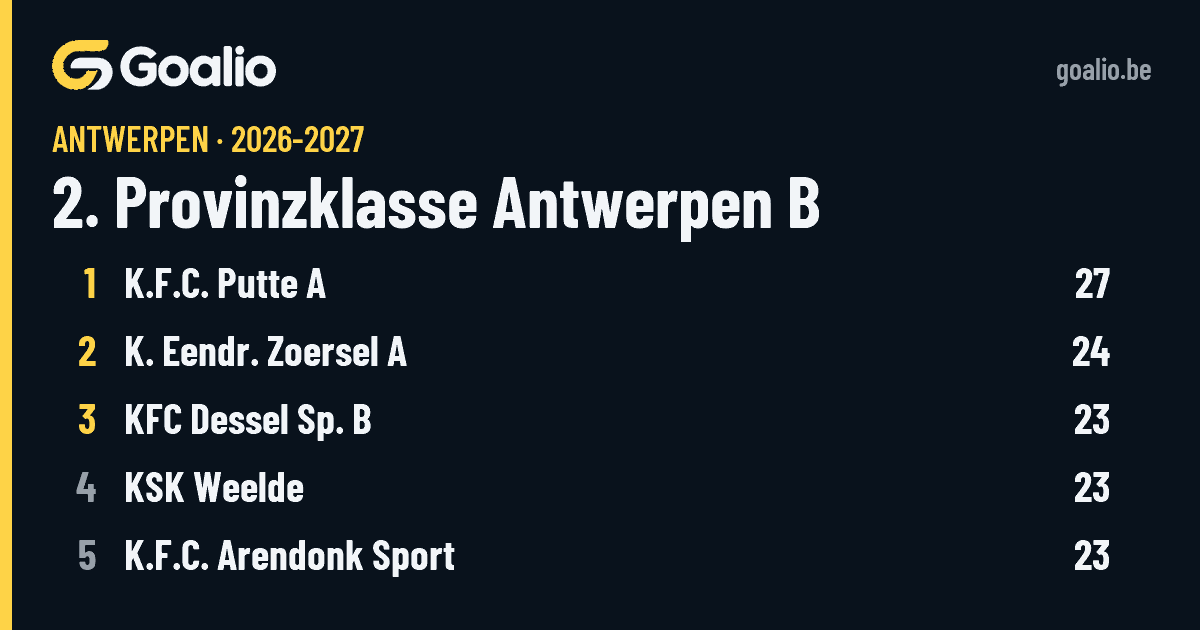 Goalio
goalio.be
ANTWERPEN · 2026-2027
2. Provinzklasse Antwerpen B
1 K.F.C. Putte A 27
2 K. Eendr. Zoersel A 24
3 KFC Dessel Sp. B 23
4 KSK Weelde 23
5 K.F.C. Arendonk Sport 23